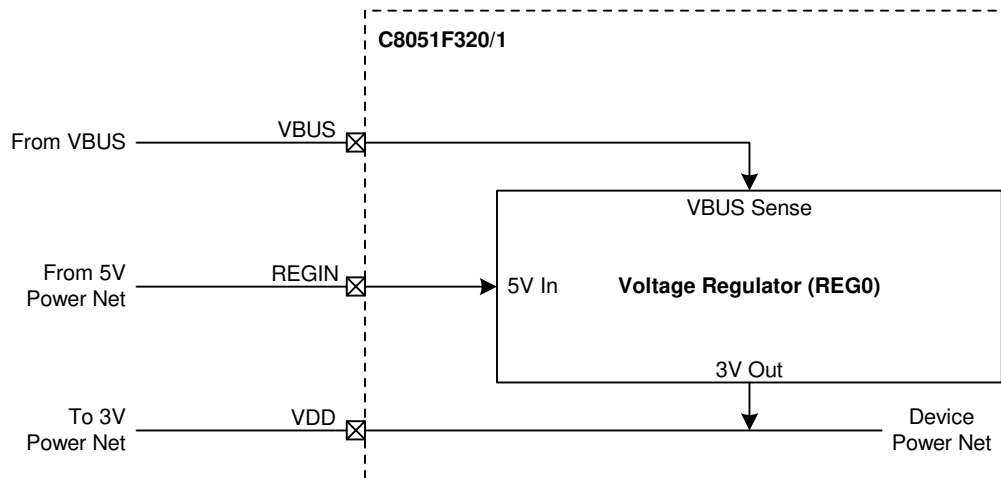 C8051F320/1
From VBUS
VBUS
VBUS Sense
From 5V
Power Net
REGIN
5V In
Voltage Regulator (REG0)
3V Out
To 3V
Power Net
VDD
Device
Power Net